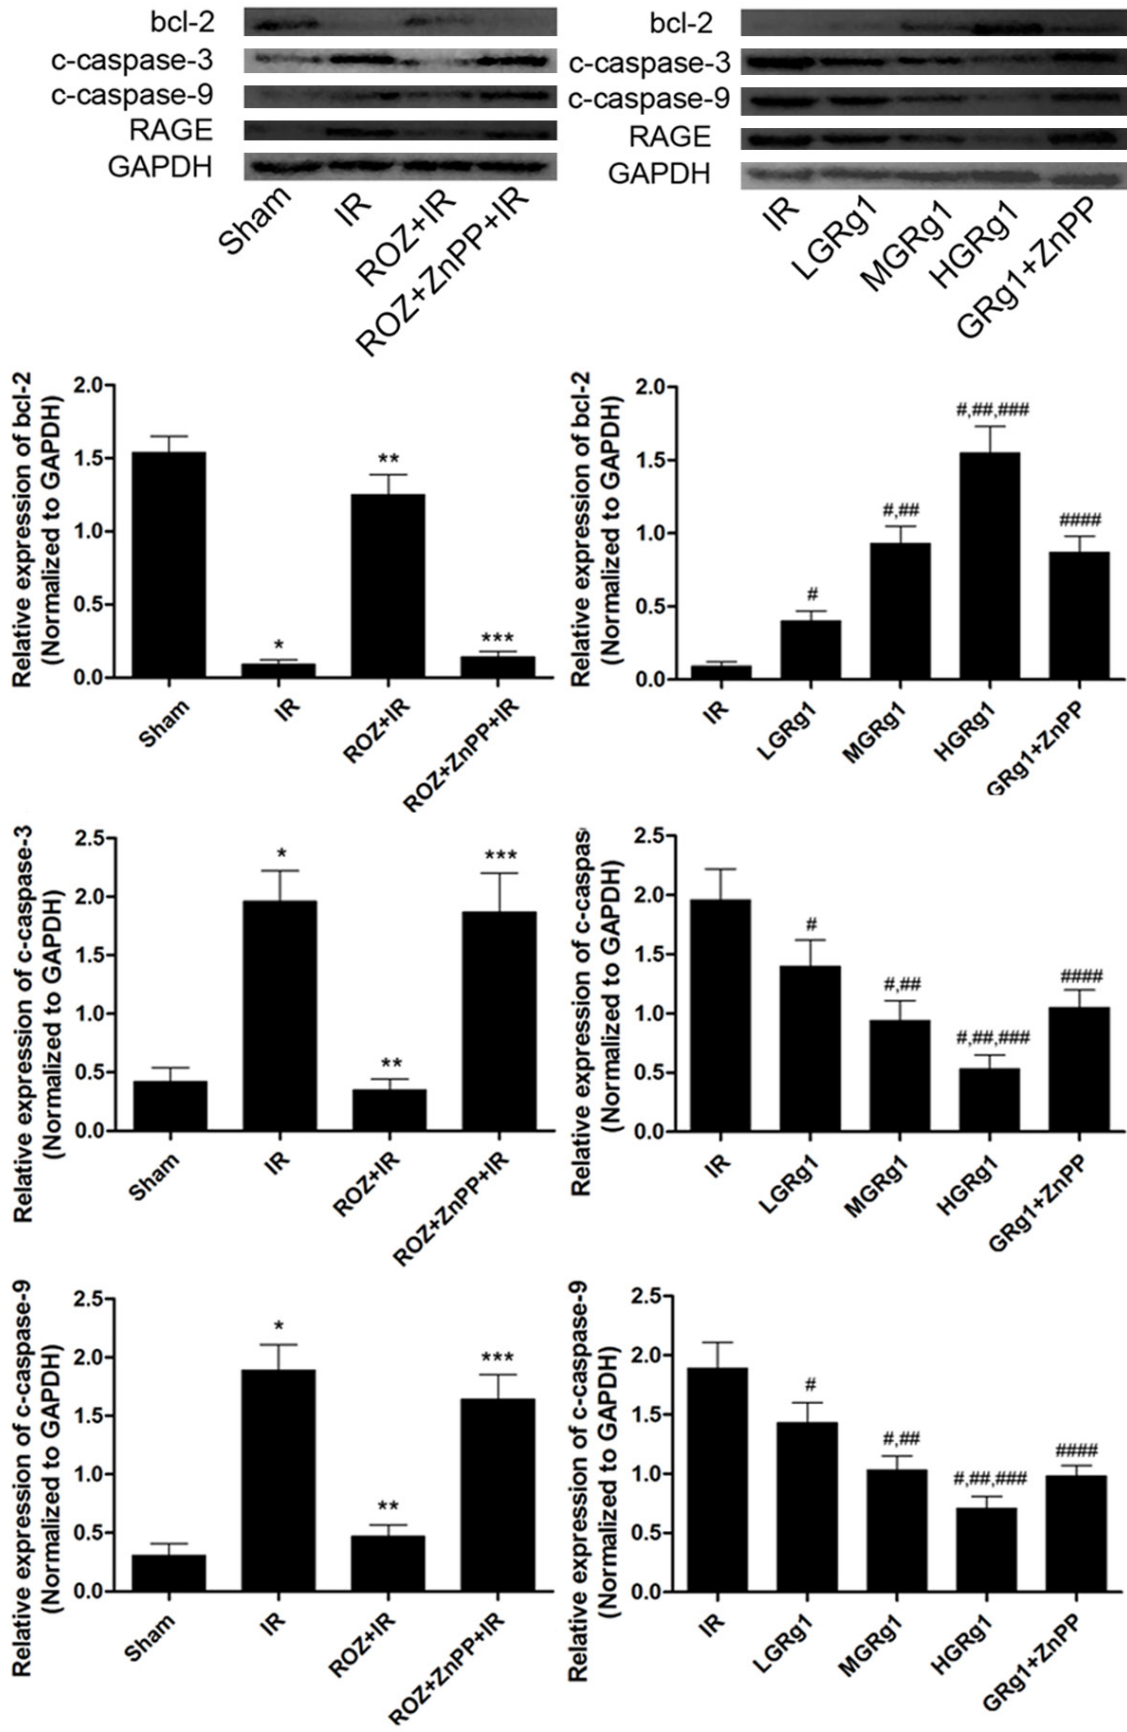 bcl-2
c-caspase-3
c-caspase-9
RAGE
GAPDH
Sham
IR
ROZ+IR
ROZ+ZnPP+IR
bcl-2
c-caspase-3
c-caspase-9
RAGE
GAPDH
IR
LGRg1
MGRg1
HGRg1
GRg1+ZnPP
Relative expression of bcl-2
(Normalized to GAPDH)
2.0
1.5
1.0
0.5
0.0
*
**
***
Sham
IR
ROZ+IR
ROZ+ZnPP+IR
Relative expression of bcl-2
(Normalized to GAPDH)
2.0
1.5
1.0
0.5
0.0
#
#,##
#,##,###
####
IR
LGRg1
MGRg1
HGRg1
GRg1+ZnPP
Relative expression of c-caspase-3
(Normalized to GAPDH)
2.5
2.0
1.5
1.0
0.5
0.0
*
**
***
Sham
IR
ROZ+IR
ROZ+ZnPP+IR
Relative expression of c-caspas
(Normalized to GAPDH)
2.5
2.0
1.5
1.0
0.5
0.0
#
#,##
#,##,###
####
IR
LGRg1
MGRg1
HGRg1
GRg1+ZnPP
Relative expression of c-caspase-9
(Normalized to GAPDH)
2.5
2.0
1.5
1.0
0.5
0.0
*
**
***
Sham
IR
ROZ+IR
ROZ+ZnPP+IR
Relative expression of c-caspase-9
(Normalized to GAPDH)
2.5
2.0
1.5
1.0
0.5
0.0
#
#,##
#,##,###
####
IR
LGRg1
MGRg1
HGRg1
GRg1+ZnPP